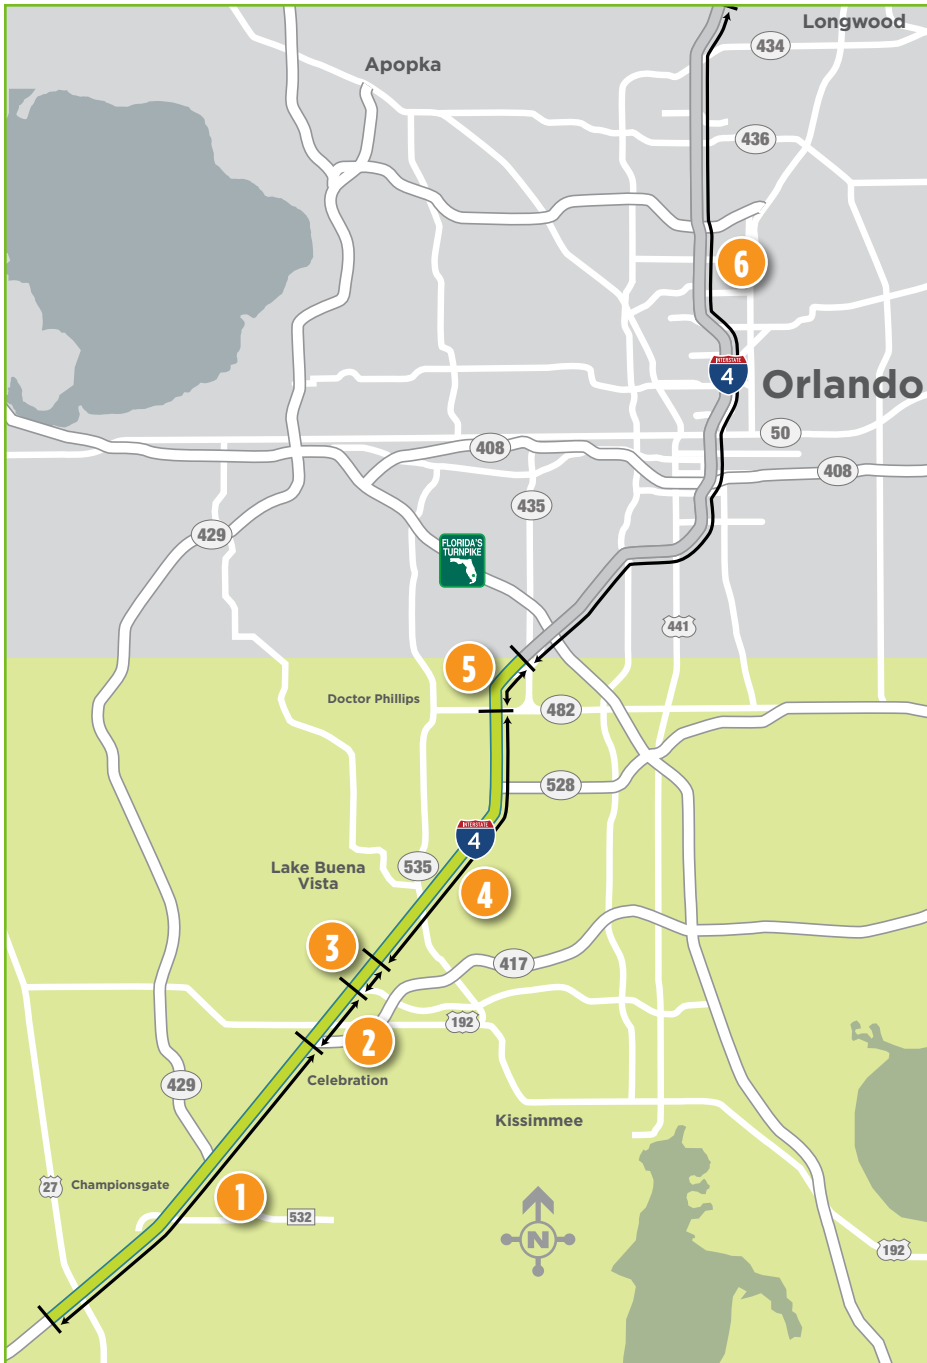 Longwood
434
Apopka
436
6
INTERSTATE
4
Orlando
50
408
408
435
429
FLORIDA'S
TURNPIKE
441
5
Doctor Phillips
482
528
INTERSTATE
4
Lake Buena
Vista
535
4
3
417
192
2
Celebration
429
Kissimmee
27
Championsgate
1
532
N
192